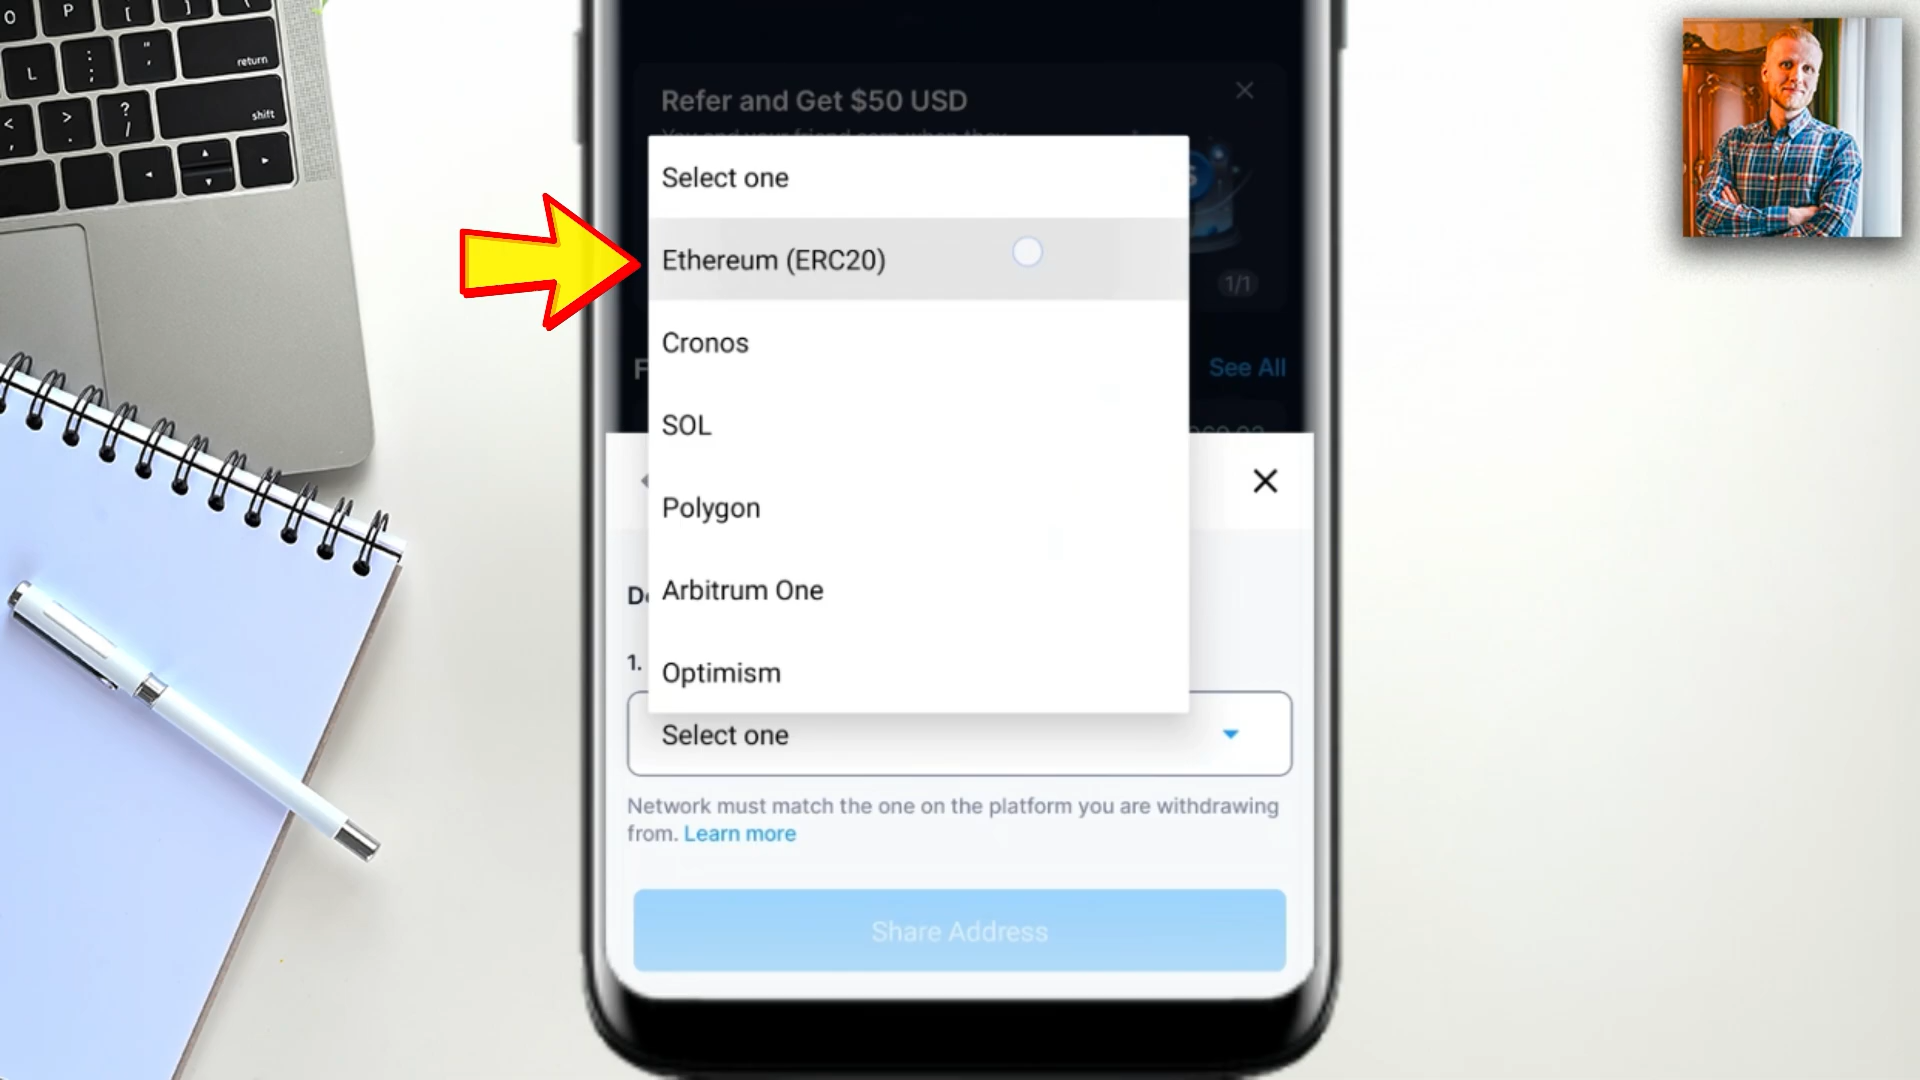 O P [ ]
L : ; " ' return
< , > . ? / shift
Refer and Get $50 USD
Select one
Ethereum (ERC20)
1/1
Cronos
See All
SOL
Polygon
Arbitrum One
1.
Optimism
Select one
Network must match the one on the platform you are withdrawing
from. Learn more
Share Address